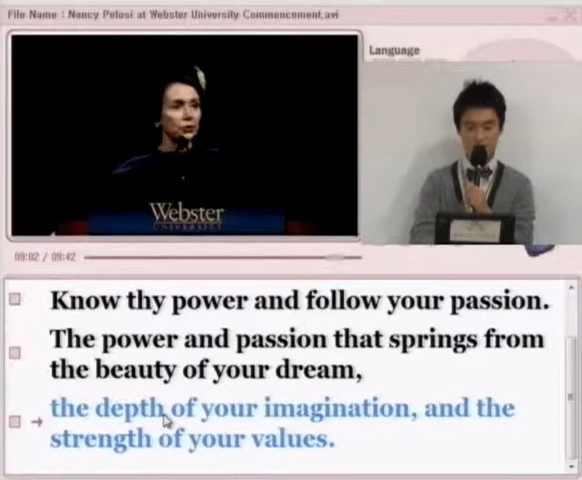 File Name : Nancy Pelosi at Webster University Commencement.avi
Language
Webster
UNIVERSITY
09:02 / 09:42
Know thy power and follow your passion.
The power and passion that springs from
the beauty of your dream,
the depth of your imagination, and the
strength of your values.